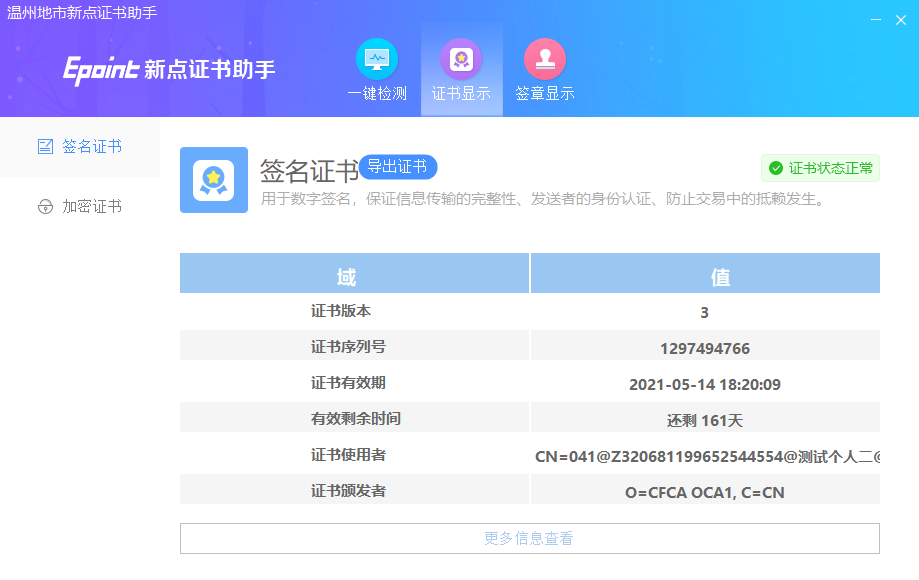 温州地市新点证书助手
Epoint 新点证书助手
一键检测 证书显示 签章显示
签名证书
加密证书
签名证书 导出证书
证书状态正常
用于数字签名，保证信息传输的完整性、发送者的身份认证、防止交易中的抵赖发生。
域 值
证书版本 3
证书序列号 1297494766
证书有效期 2021-05-14 18:20:09
有效剩余时间 还剩 161天
证书使用者 CN=041@Z320681199652544554@测试个人二@
证书颁发者 O=CFCA OCA1, C=CN
更多信息查看